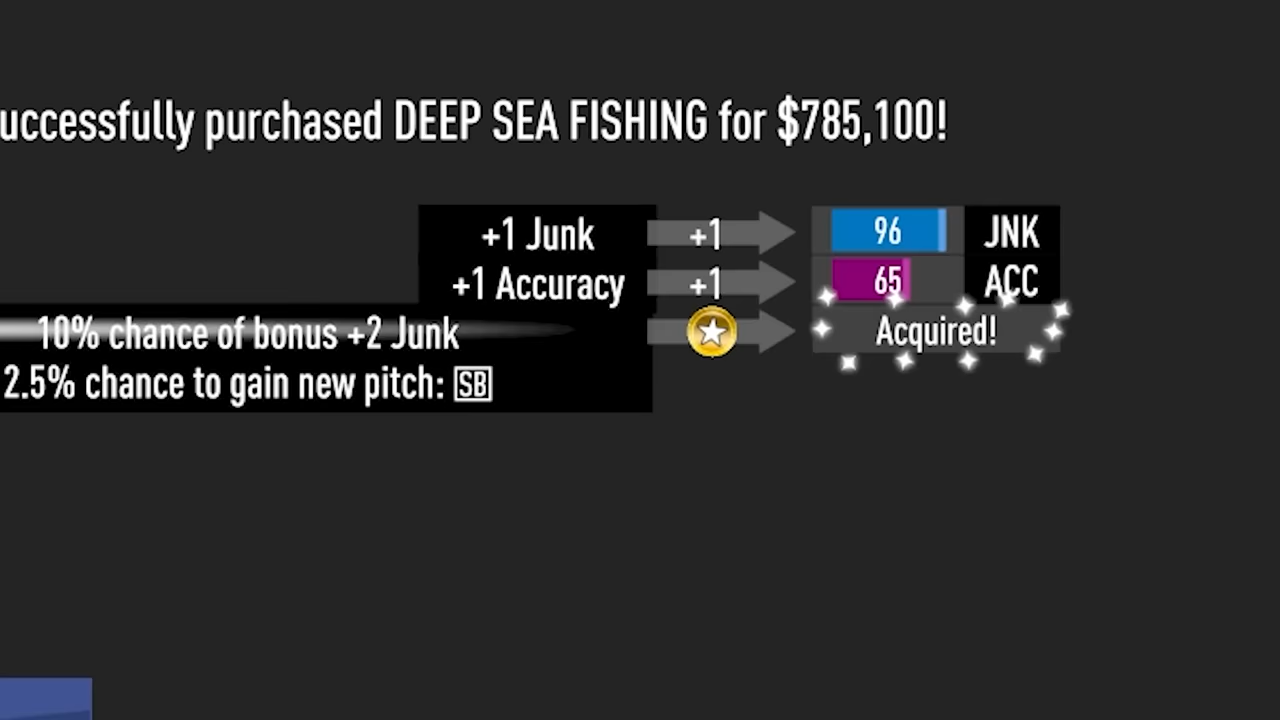 uccessfully purchased DEEP SEA FISHING for $785,100!
+1 Junk +1 96 JNK
+1 Accuracy +1 65 ACC
10% chance of bonus +2 Junk Acquired!
2.5% chance to gain new pitch: SB